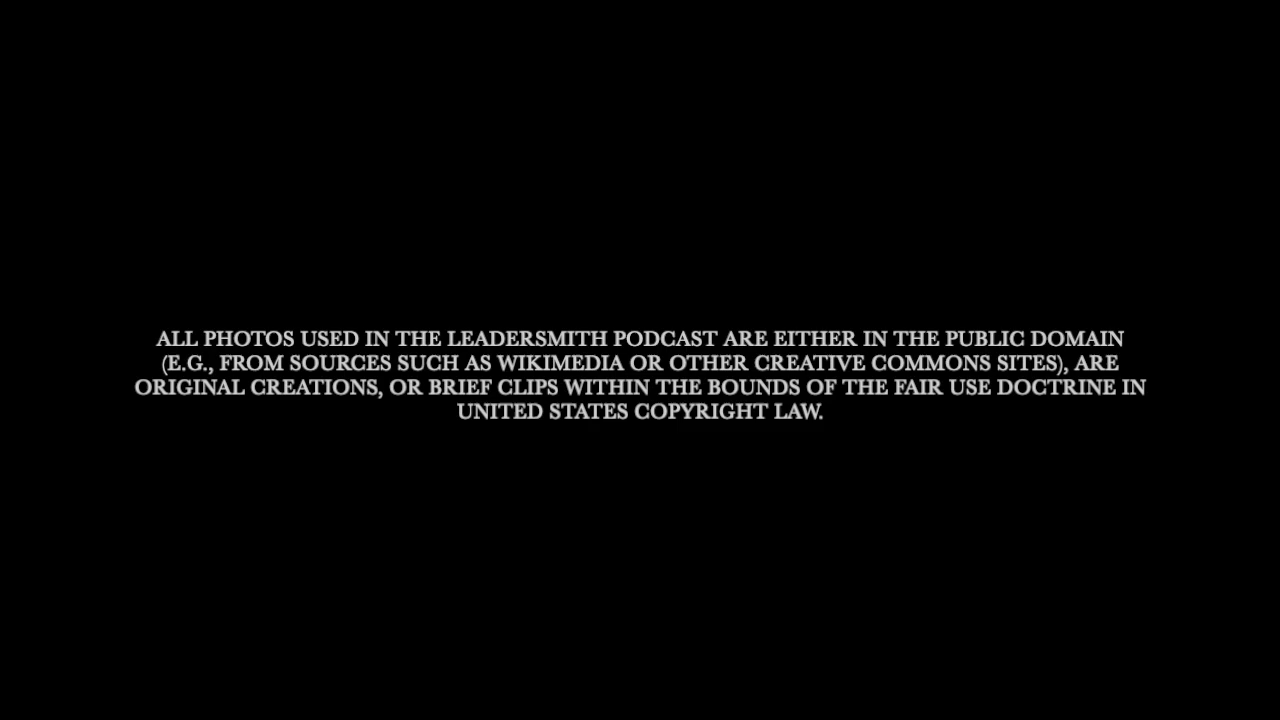 ALL PHOTOS USED IN THE LEADERSMITH PODCAST ARE EITHER IN THE PUBLIC DOMAIN
(E.G., FROM SOURCES SUCH AS WIKIMEDIA OR OTHER CREATIVE COMMONS SITES), ARE
ORIGINAL CREATIONS, OR BRIEF CLIPS WITHIN THE BOUNDS OF THE FAIR USE DOCTRINE IN
UNITED STATES COPYRIGHT LAW.